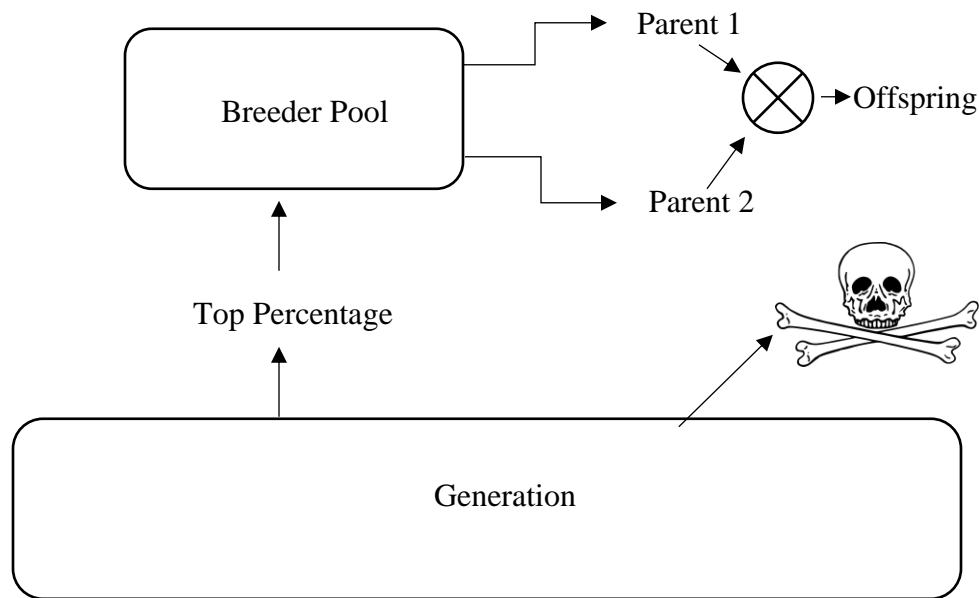 Parent 1
Breeder Pool
Offspring
Parent 2
Top Percentage
Generation